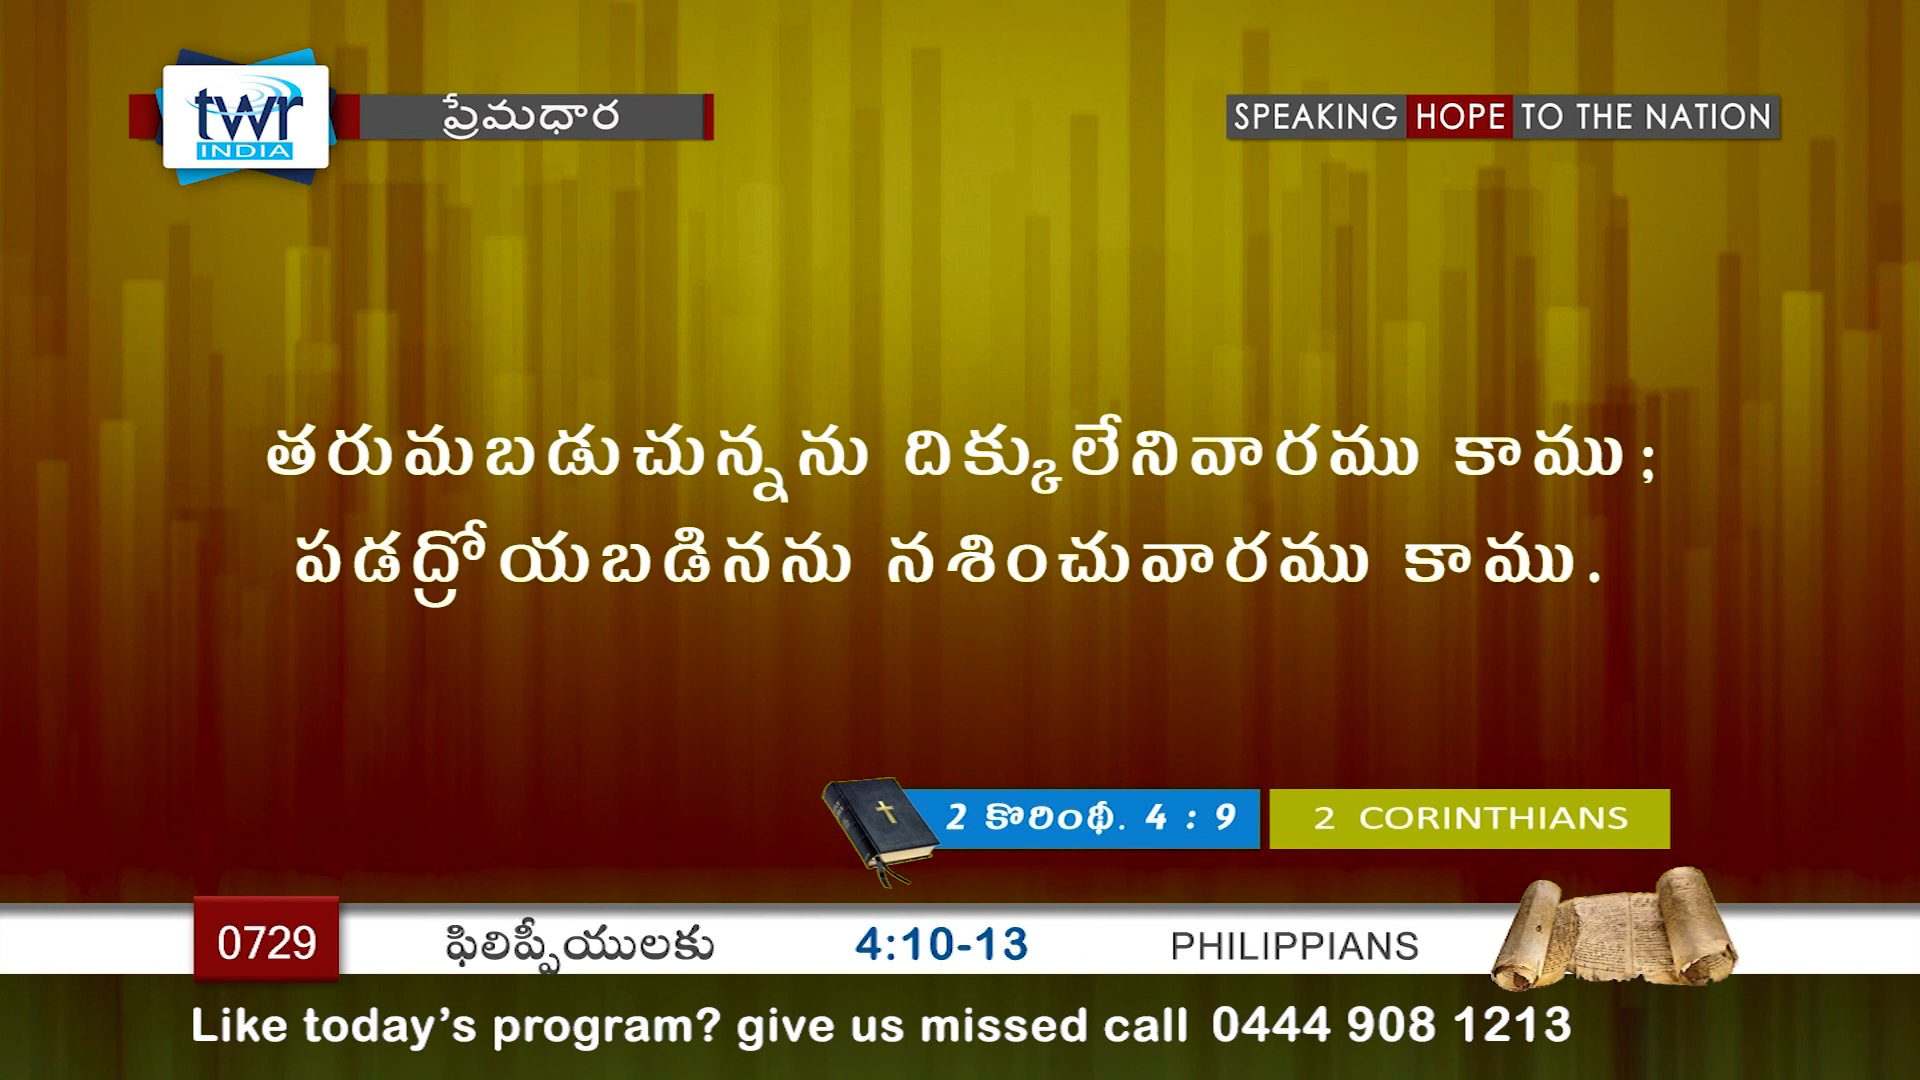 twr
INDIA
ప్రేమధార
SPEAKING HOPE TO THE NATION
తరుమబడుచున్నను దిక్కులేనివారము కాము;
పడద్రోయబడినను నశించువారము కాము.
2 కొరింథీ. 4 : 9
2 CORINTHIANS
0729
ఫిలిప్పీయులకు
4:10-13
PHILIPPIANS
Like today’s program? give us missed call 0444 908 1213